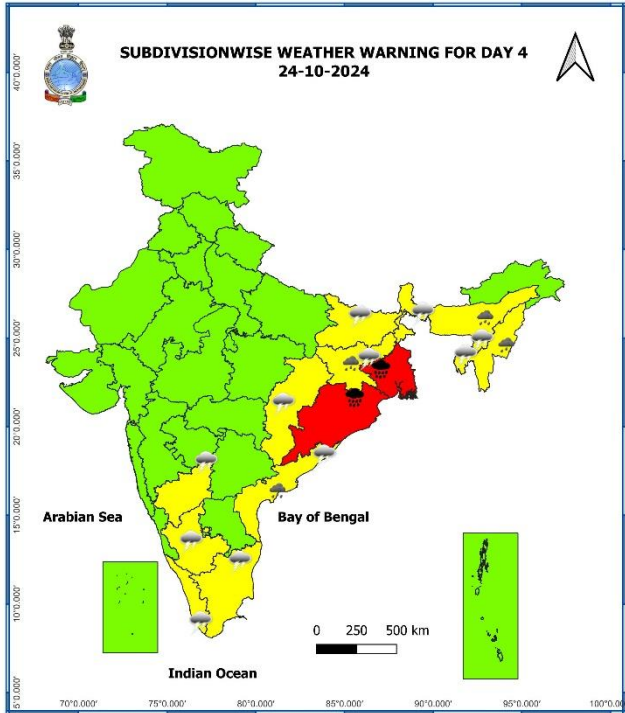 SUBDIVISIONWISE WEATHER WARNING FOR DAY 4
24-10-2024
40°0.000'
35°0.000'
30°0.000'
25°0.000'
20°0.000'
15°0.000'
10°0.000'
5°0.000'
Arabian Sea
Bay of Bengal
0 250 500 km
Indian Ocean
70°0.000' 75°0.000' 80°0.000' 85°0.000' 90°0.000' 95°0.000' 100°0.0